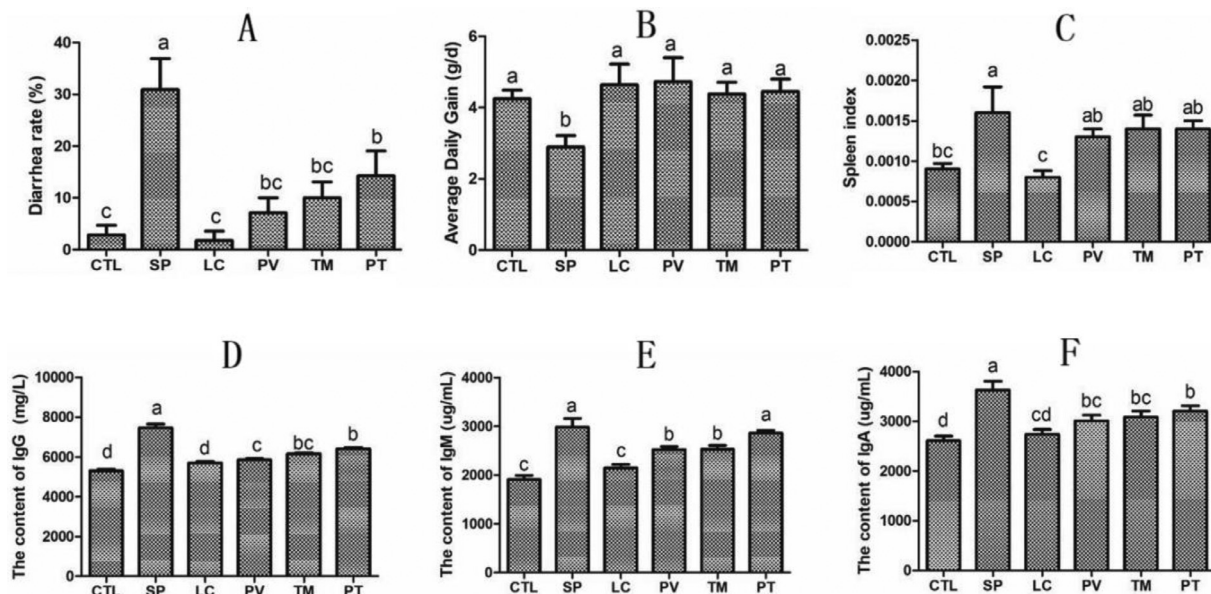 A
Diarrhea rate (%)
40
30
20
10
0
c
a
c
bc
bc
b
CTL SP LC PV TM PT
B
Average Daily Gain (g/d)
6
4
2
0
a
b
a
a
a
a
CTL SP LC PV TM PT
C
Spleen index
0.0025
0.0020
0.0015
0.0010
0.0005
0.0000
bc
a
c
ab
ab
ab
CTL SP LC PV TM PT
D
The content of IgG (mg/L)
10000
8000
6000
4000
2000
0
d
a
d
c
bc
b
CTL SP LC PV TM PT
E
The content of IgM (ug/mL)
4000
3000
2000
1000
0
c
a
c
b
b
a
CTL SP LC PV TM PT
F
The content of IgA (ug/mL)
4000
3000
2000
1000
0
d
a
cd
bc
bc
b
CTL SP LC PV TM PT